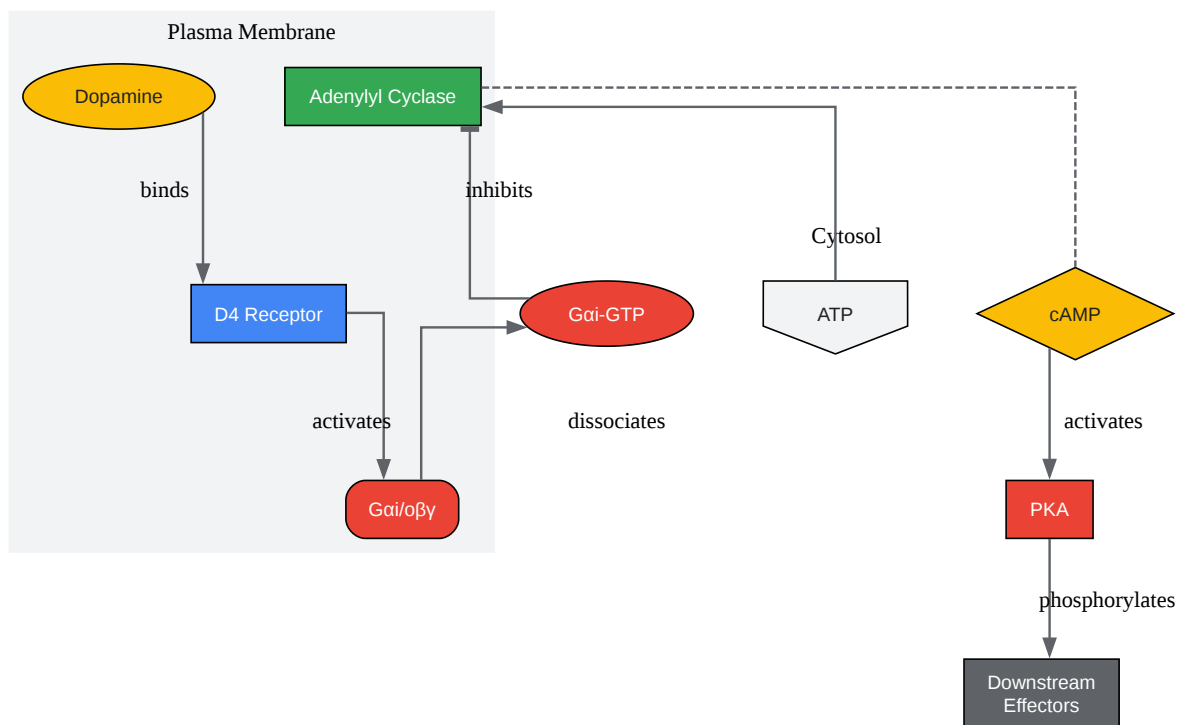 Plasma Membrane
Dopamine
Adenylyl Cyclase
binds
inhibits
Cytosol
D4 Receptor
Gαi-GTP
ATP
cAMP
activates
dissociates
activates
Gαi/oβγ
PKA
phosphorylates
Downstream
Effectors